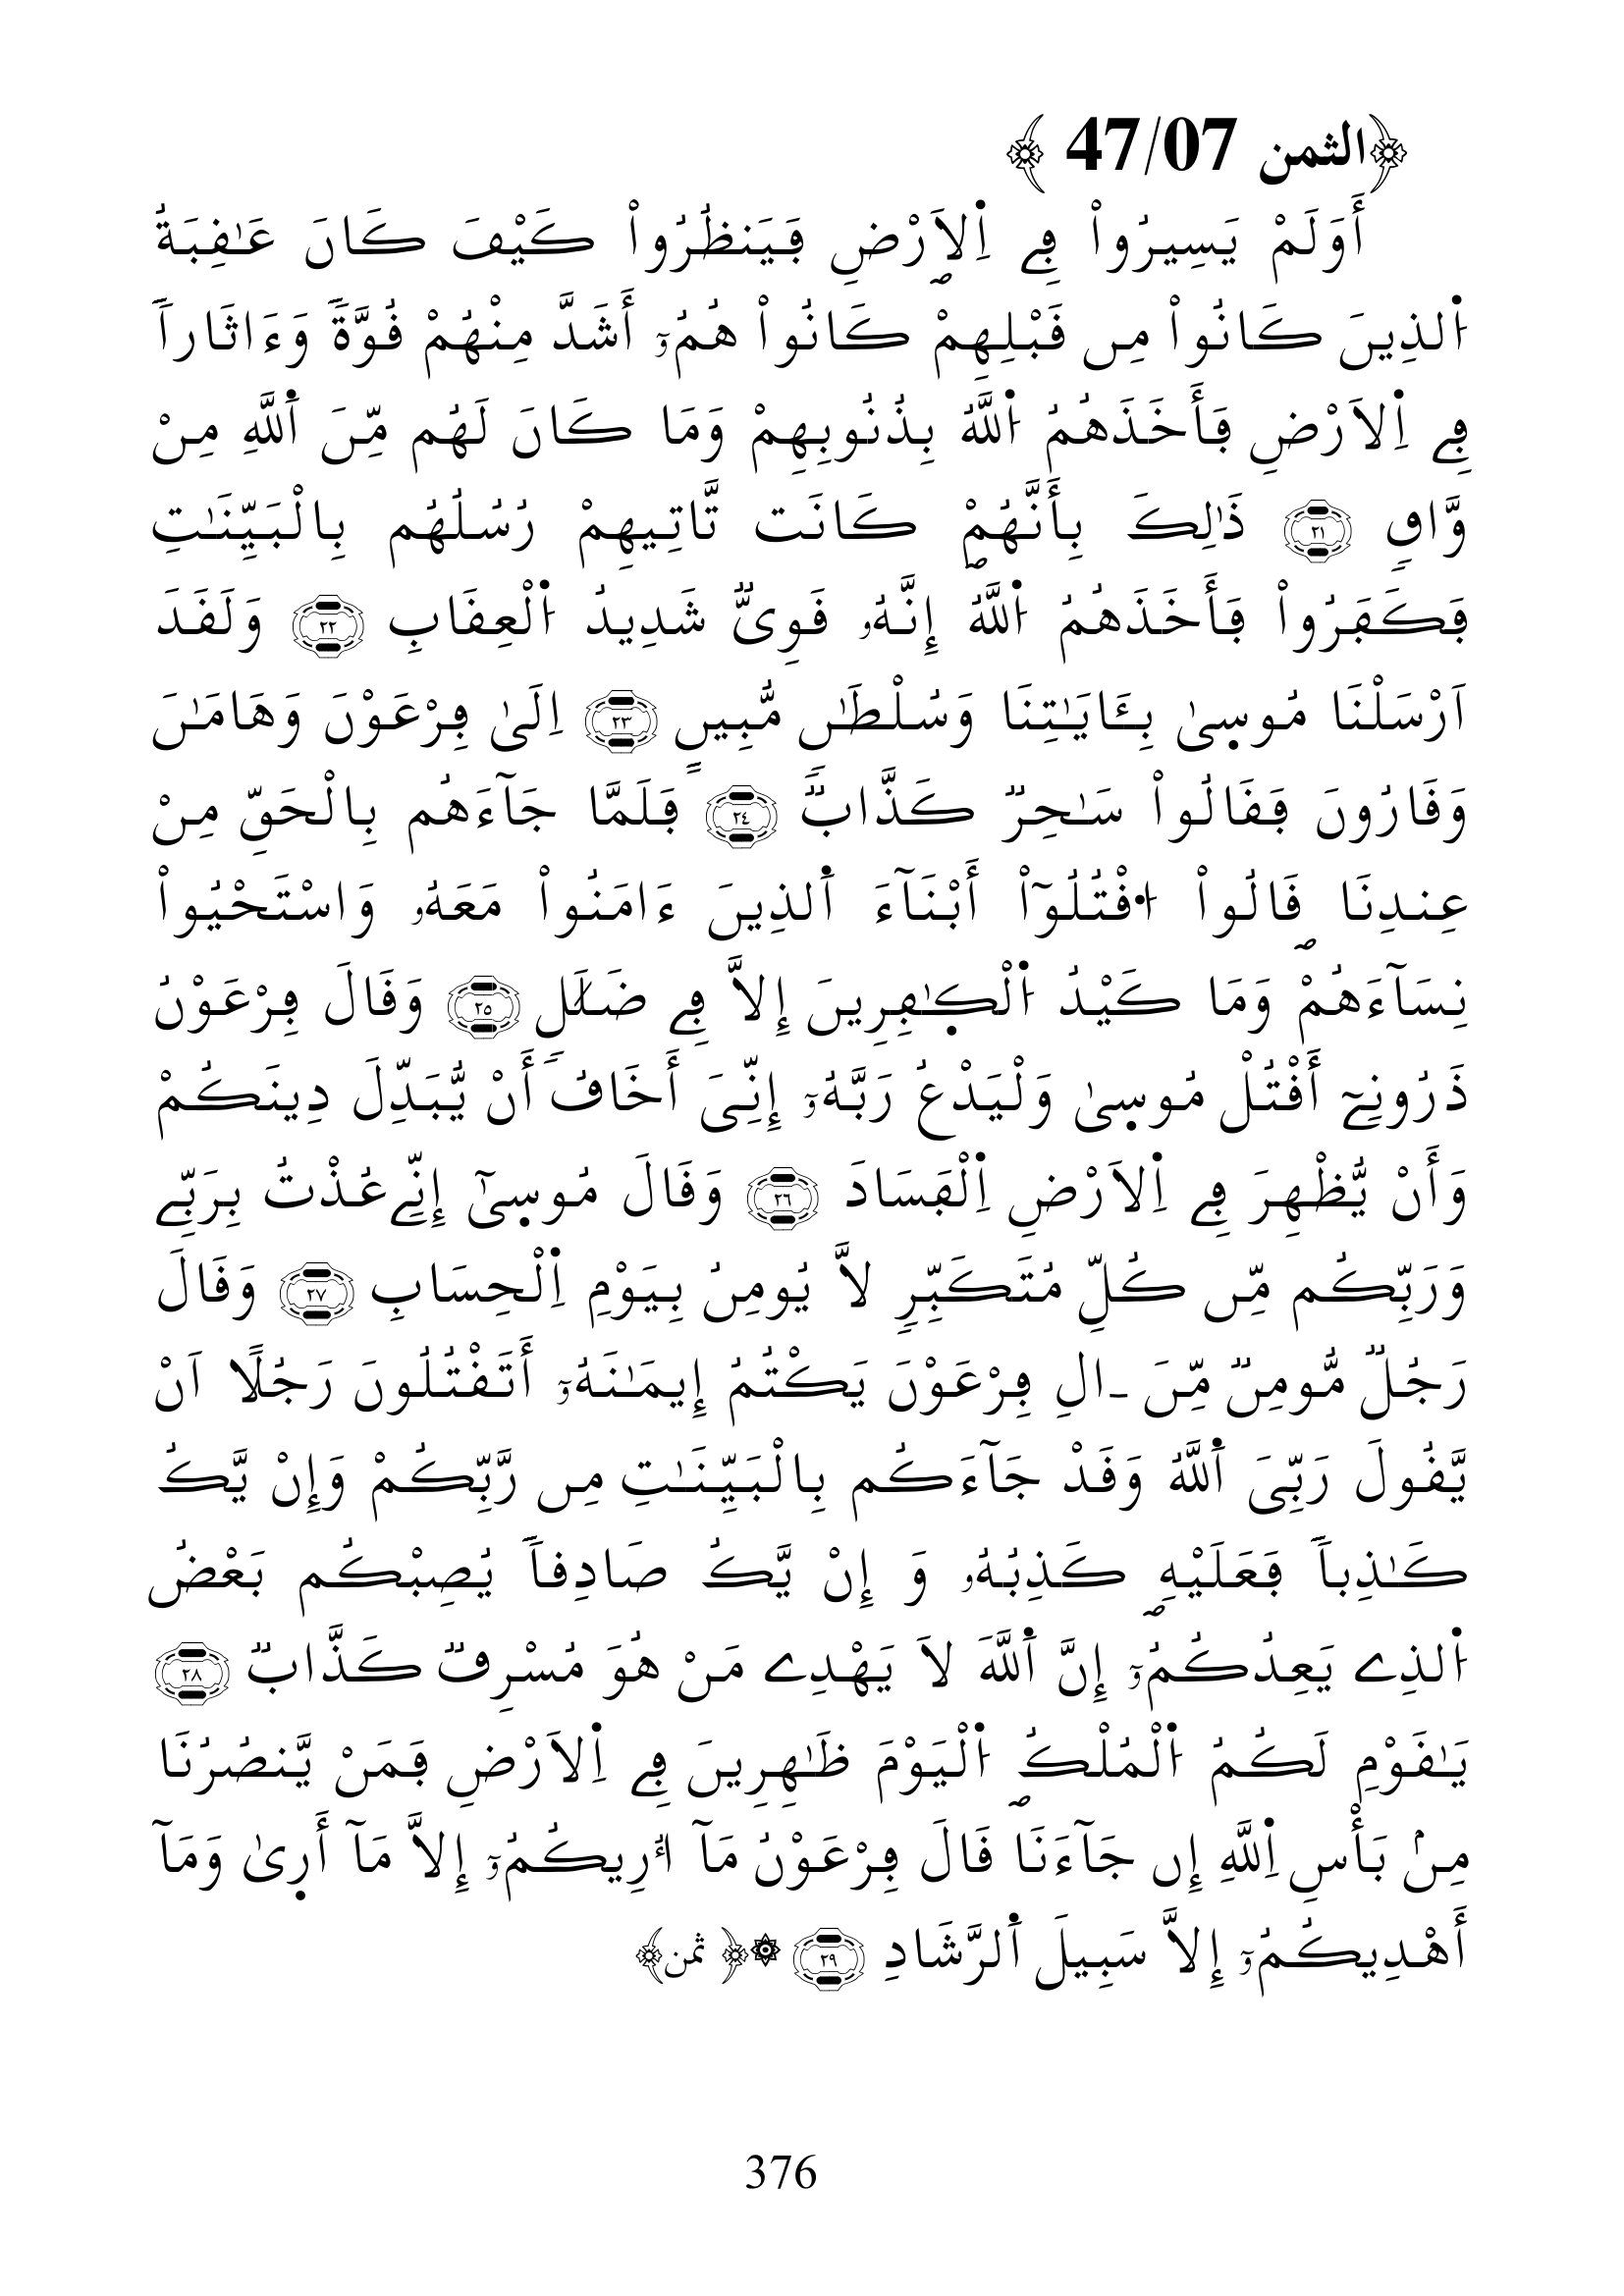 ﴿الثمن 47/07 ﴾
أَوَلَمْ يَسِيرُواْ فِے اِ۬لَارْضِ فَيَنظُرُواْ كَيْفَ كَانَ عَٰقِبَةُ
اُ۬لذِينَ كَانُواْ مِن قَبْلِهِمْ كَانُواْ هُمُۥٓ أَشَدَّ مِنْهُمْ قُوَّةٗ وَءَاثَاراٗ
فِے اِ۬لَارْضِ فَأَخَذَهُمُ اُ۬للَّهُ بِذُنُوبِهِمْ وَمَا كَانَ لَهُم مِّنَ اَ۬للَّهِ مِنْ
وَّاقٖ ٢١ ذَٰلِكَ بِأَنَّهُمْ كَانَت تَّاتِيهِمْ رُسُلُهُم بِالْبَيِّنَٰتِ
فَكَفَرُواْ فَأَخَذَهُمُ اُ۬للَّهُ إِنَّهُۥ قَوِيّٞ شَدِيدُ اُ۬لْعِقَابِ ٢٢ وَلَقَدَ
اَرْسَلْنَا مُوسۭيٰ بِـَٔايَٰتِنَا وَسُلْطَٰنٖ مُّبِينٍ ٢٣ اِلَىٰ فِرْعَوْنَ وَهَامَٰنَ
وَقَارُونَ فَقَالُواْ سَٰحِرٞ كَذَّابٞ ٢٤ فَلَمَّا جَآءَهُم بِالْحَقِّ مِنْ
عِندِنَا قَالُواْ اُ۟قْتُلُوٓاْ أَبْنَآءَ اَ۬لذِينَ ءَامَنُواْ مَعَهُۥ وَاسْتَحْيُواْ
نِسَآءَهُمْ وَمَا كَيْدُ اُ۬لْكٰ۪فِرِينَ إِلَّا فِے ضَلَٰلٖ ٢٥ وَقَالَ فِرْعَوْنُ
ذَرُونِےٓ أَقْتُلْ مُوسۭيٰ وَلْيَدْعُ رَبَّهُۥٓ إِنِّيَ أَخَافُ أَنْ يُّبَدِّلَ دِينَكُمْ
وَأَنْ يُّظْهِرَ فِے اِ۬لَارْضِ اِ۬لْفَسَادَ ٢٦ وَقَالَ مُوسۭيٰٓ إِنِّے عُذْتُ بِرَبِّے
وَرَبِّكُم مِّن كُلِّ مُتَكَبِّرٖ لَّا يُومِنُ بِيَوْمِ اِ۬لْحِسَابِ ٢٧ وَقَالَ
رَجُلٞ مُّومِنٞ مِّنَ ـالِ فِرْعَوْنَ يَكْتُمُ إِيمَٰنَهُۥٓ أَتَقْتُلُونَ رَجُلًا اَنْ
يَّقُولَ رَبِّيَ اَ۬للَّهُ وَقَدْ جَآءَكُم بِالْبَيِّنَٰتِ مِن رَّبِّكُمْ وَإِنْ يَّكُ
كَٰذِباٗ فَعَلَيْهِ كَذِبُهُۥ وَ إِنْ يَّكُ صَادِقاٗ يُصِبْكُم بَعْضُ
اُ۬لذِے يَعِدُكُمُۥٓ إِنَّ اَ۬للَّهَ لَا يَهْدِے مَنْ هُوَ مُسْرِفٞ كَذَّابٞ ٢٨
يَٰقَوْمِ لَكُمُ اُ۬لْمُلْكُ اُ۬لْيَوْمَ ظَٰهِرِينَ فِے اِ۬لَارْضِ فَمَنْ يَّنصُرُنَا
مِنۢ بَأْسِ اِ۬للَّهِ إِن جَآءَنَا قَالَ فِرْعَوْنُ مَآ أُرِيكُمُۥٓ إِلَّا مَآ أَرۭيٰ وَمَآ
أَهْدِيكُمُۥٓ إِلَّا سَبِيلَ اَ۬لرَّشَادِ ٢٩ ۞﴿ ثمن﴾
376